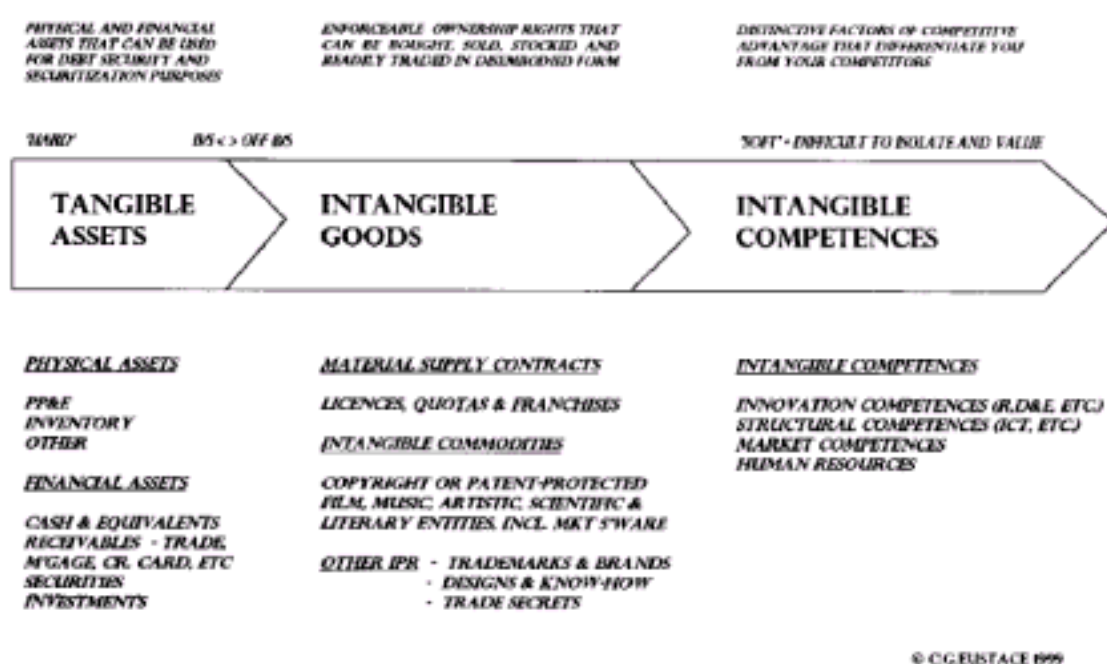 PHYSICAL AND FINANCIAL
ASSETS THAT CAN BE USED
FOR DEBT SECURITY AND
SECURITIZATION PURPOSES
ENFORCEABLE OWNERSHIP RIGHTS THAT
CAN BE BOUGHT, SOLD, STOCKED AND
READILY TRADED IN DISEMBODIED FORM
DISTINCTIVE FACTORS OF COMPETITIVE
ADVANTAGE THAT DIFFERENTIATE YOU
FROM YOUR COMPETITORS
"HARD"
B/S < > OFF B/S
"SOFT" - DIFFICULT TO ISOLATE AND VALUE
TANGIBLE
ASSETS
INTANGIBLE
GOODS
INTANGIBLE
COMPETENCES
PHYSICAL ASSETS
PP&E
INVENTORY
OTHER
FINANCIAL ASSETS
CASH & EQUIVALENTS
RECEIVABLES - TRADE,
M'GAGE, CR. CARD, ETC
SECURITIES
INVESTMENTS
MATERIAL SUPPLY CONTRACTS
LICENCES, QUOTAS & FRANCHISES
INTANGIBLE COMMODITIES
COPYRIGHT OR PATENT-PROTECTED
FILM, MUSIC, ARTISTIC, SCIENTIFIC &
LITERARY ENTITIES, INCL. MKT S'WARE
OTHER IPR - TRADEMARKS & BRANDS
- DESIGNS & KNOW-HOW
- TRADE SECRETS
INTANGIBLE COMPETENCES
INNOVATION COMPETENCES (R,D&E, ETC.)
STRUCTURAL COMPETENCES (ICT, ETC.)
MARKET COMPETENCES
HUMAN RESOURCES
© C.G.EUSTACE 1999